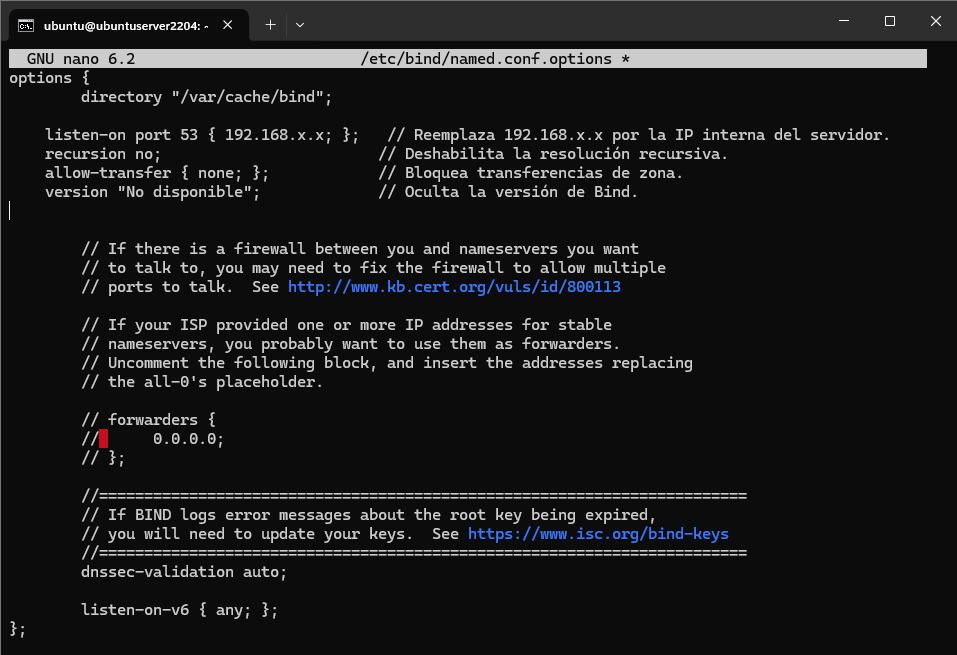 ubuntu@ubuntuserver2204: ~
GNU nano 6.2 /etc/bind/named.conf.options *
options {
directory "/var/cache/bind";
listen-on port 53 { 192.168.x.x; }; // Reemplaza 192.168.x.x por la IP interna del servidor.
recursion no; // Deshabilita la resolución recursiva.
allow-transfer { none; }; // Bloquea transferencias de zona.
version "No disponible"; // Oculta la versión de Bind.
// If there is a firewall between you and nameservers you want
// to talk to, you may need to fix the firewall to allow multiple
// ports to talk. See http://www.kb.cert.org/vuls/id/800113
// If your ISP provided one or more IP addresses for stable
// nameservers, you probably want to use them as forwarders.
// Uncomment the following block, and insert the addresses replacing
// the all-0's placeholder.
// forwarders {
// 0.0.0.0;
// };
//========================================================================
// If BIND logs error messages about the root key being expired,
// you will need to update your keys. See https://www.isc.org/bind-keys
//========================================================================
dnssec-validation auto;
listen-on-v6 { any; };
};